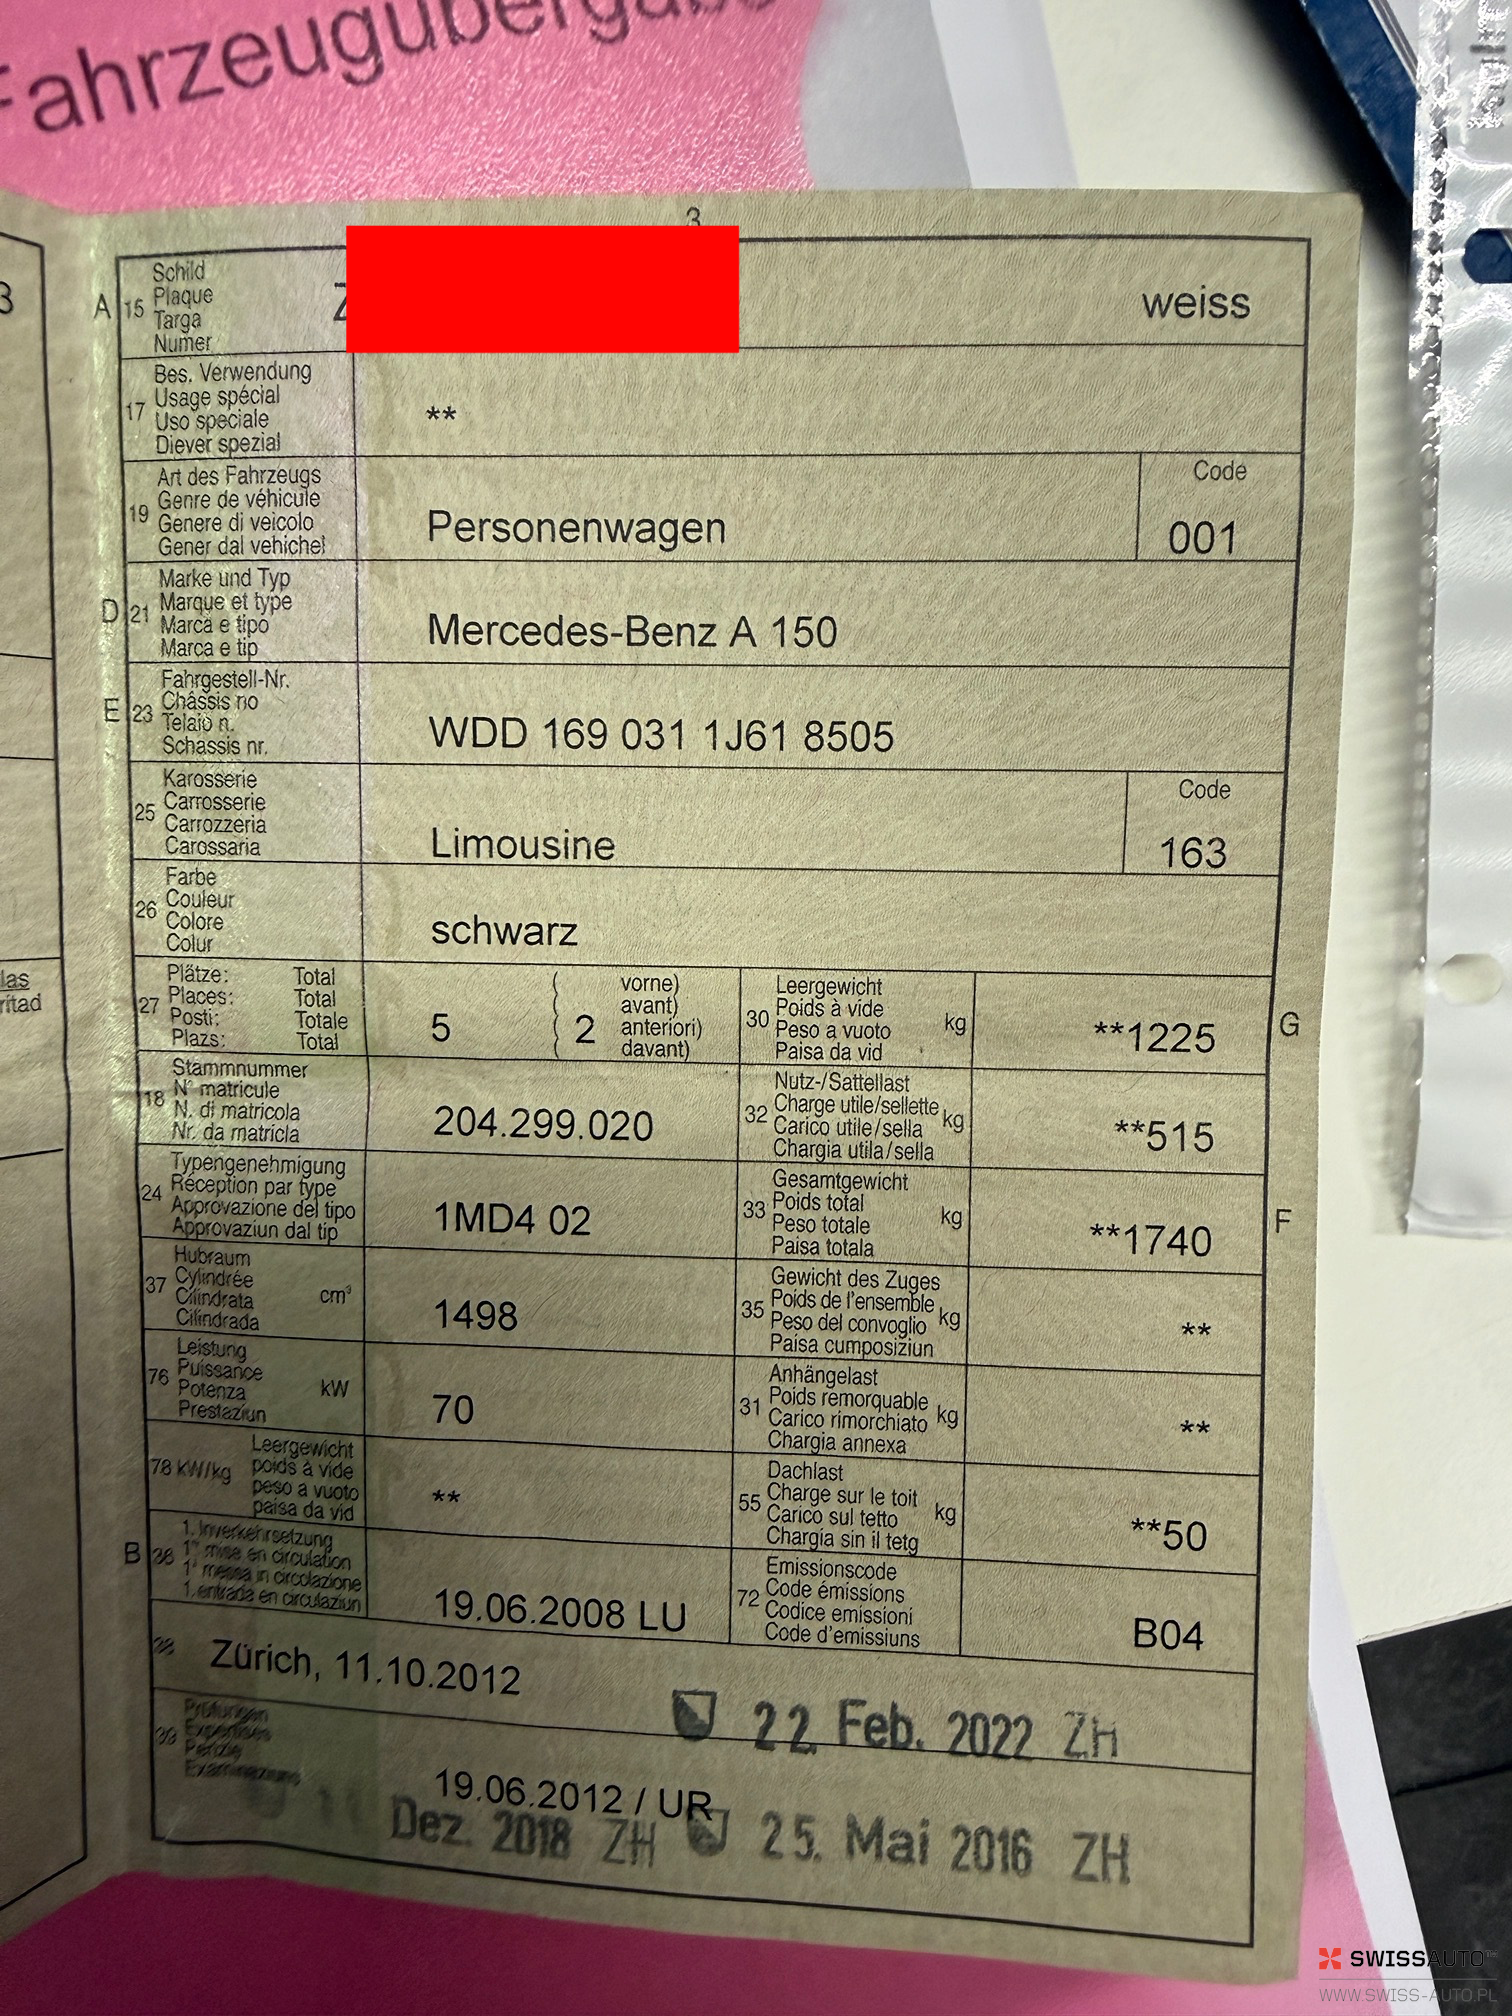 Fahrzeugübergabe
3
3
las
ritad
A 15 Schild
Plaque
Targa
Numer
Z
weiss
17 Bes. Verwendung
Usage spécial
Uso speciale
Diever spezial
**
19 Art des Fahrzeugs
Genre de véhicule
Genere di veicolo
Gener dal vehichel
Personenwagen
Code
001
D 21 Marke und Typ
Marque et type
Marca e tipo
Marca e tip
Mercedes-Benz A 150
E 23 Fahrgestell-Nr.
Châssis no
Telaio n.
Schassis nr.
WDD 169 031 1J61 8505
25 Karosserie
Carrosserie
Carrozzeria
Carossaria
Limousine
Code
163
26 Farbe
Couleur
Colore
Colur
schwarz
27 Plätze: Total
Places: Total
Posti: Totale
Plazs: Total
5 ( 2 vorne)
avant)
anteriori)
davant)
30 Leergewicht
Poids à vide
Peso a vuoto
Paisa da vid
kg
**1225
G
18 Stammnummer
N° matricule
N. di matricola
Nr. da matricla
204.299.020
32 Nutz-/Sattellast
Charge utile/sellette
Carico utile/sella
Chargia utila/sella
kg
**515
24 Typengenehmigung
Réception par type
Approvazione del tipo
Approvaziun dal tip
1MD4 02
33 Gesamtgewicht
Poids total
Peso totale
Paisa totala
kg
**1740
F
37 Hubraum
Cylindrée
Cilindrata
Cilindrada
cm³
1498
35 Gewicht des Zuges
Poids de l'ensemble
Peso del convoglio
Paisa cumposiziun
kg
**
76 Leistung
Puissance
Potenza
Prestaziun
kW
70
31 Anhängelast
Poids remorquable
Carico rimorchiato
Chargia annexa
kg
**
78 kW/kg Leergewicht
poids à vide
peso a vuoto
paisa da vid
**
55 Dachlast
Charge sur le toit
Carico sul tetto
Chargia sin il tetg
kg
**50
B 36 1. Inverkehrsetzung
1re mise en circulation
1a messa in circolazione
1. entrada en circulaziun
19.06.2008 LU
72 Emissionscode
Code émissions
Codice emissioni
Code d'emissiuns
B04
38 Zürich, 11.10.2012
22. Feb. 2022 ZH
39 Prüfungen
Expertises
Perizie
Examinaziuns
19.06.2012 / UR
Dez. 2018 ZH 25. Mai 2016 ZH
SWISSAUTO
WWW.SWISS-AUTO.PL